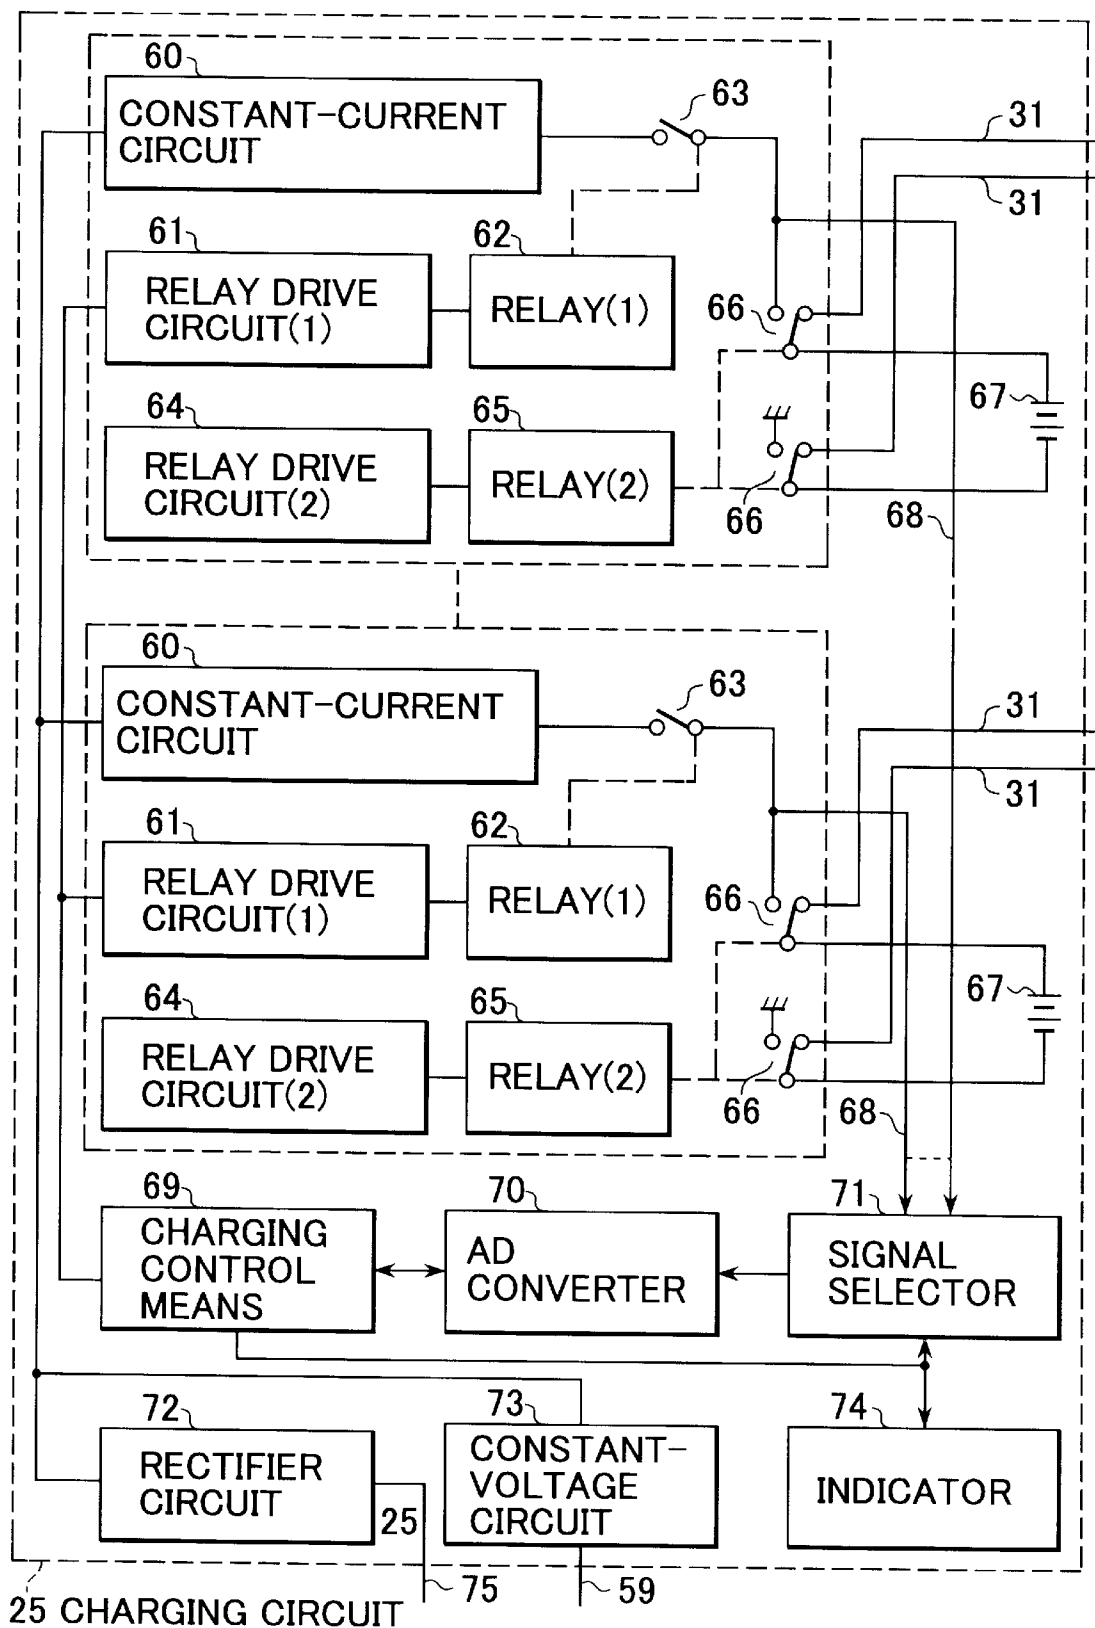 60
CONSTANT-CURRENT
CIRCUIT
63
31
31
61
RELAY DRIVE
CIRCUIT(1)
62
RELAY(1)
66
67
64
RELAY DRIVE
CIRCUIT(2)
65
RELAY(2)
66
68
60
CONSTANT-CURRENT
CIRCUIT
63
31
31
61
RELAY DRIVE
CIRCUIT(1)
62
RELAY(1)
66
67
64
RELAY DRIVE
CIRCUIT(2)
65
RELAY(2)
66
68
69
CHARGING
CONTROL
MEANS
70
AD
CONVERTER
71
SIGNAL
SELECTOR
72
RECTIFIER
CIRCUIT
25
73
CONSTANT-
VOLTAGE
CIRCUIT
74
INDICATOR
75
59
25 CHARGING CIRCUIT